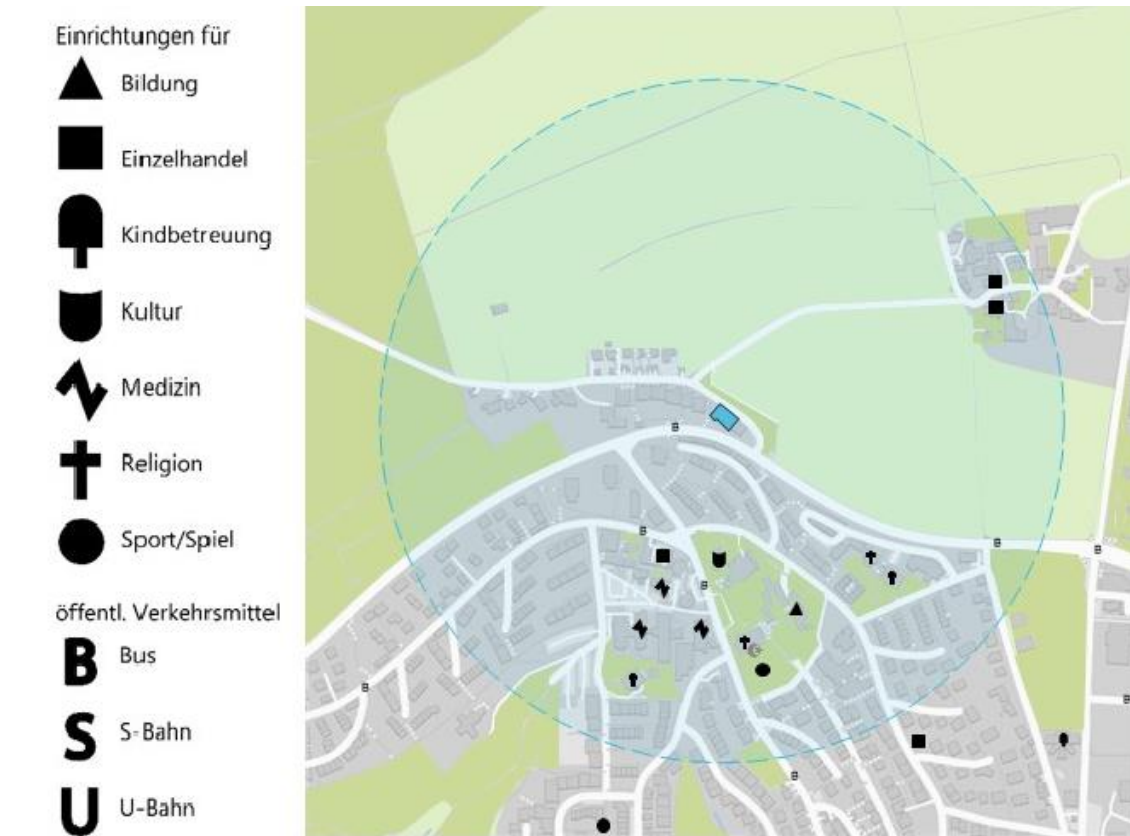 Einrichtungen für
Bildung
Einzelhandel
Kindbetreuung
Kultur
Medizin
Religion
Sport/Spiel
öffentl. Verkehrsmittel
B Bus
S S-Bahn
U U-Bahn
B
B
B
B
B
B
B
B